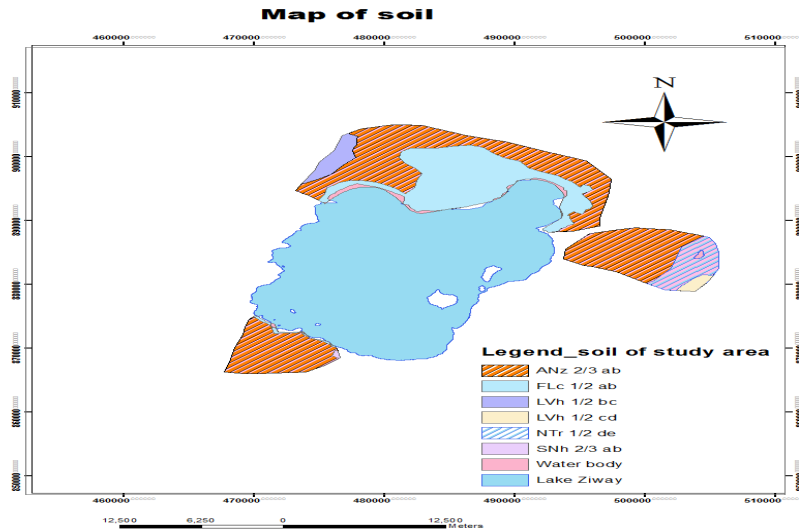 Map of soil
460000 470000 480000 490000 500000 510000
N
Legend_soil of study area
ANz 2/3 ab
FLc 1/2 ab
LVh 1/2 bc
LVh 1/2 cd
NTr 1/2 de
SNh 2/3 ab
Water body
Lake Ziway
460000 470000 480000 490000 500000 510000
12,500 6,250 0 12,500
Meters